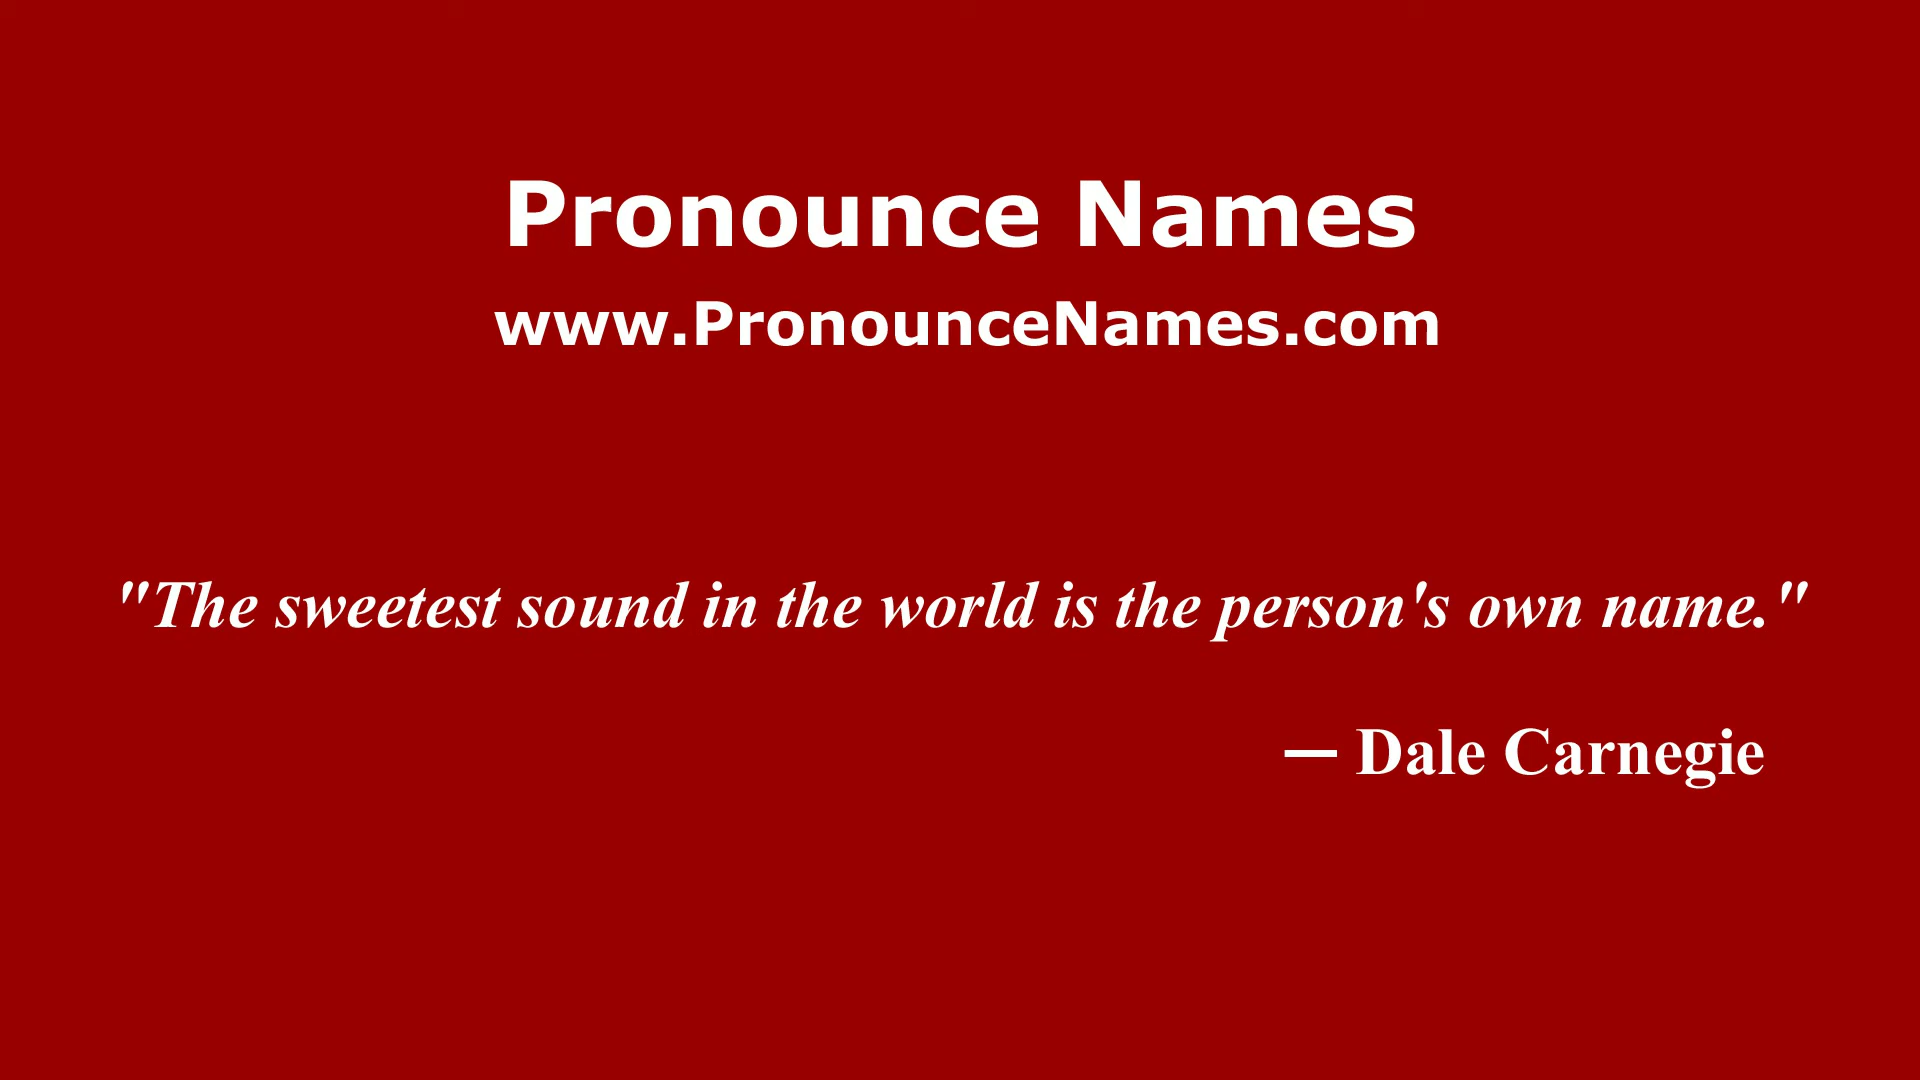 Pronounce Names
www.PronounceNames.com
"The sweetest sound in the world is the person's own name."
— Dale Carnegie